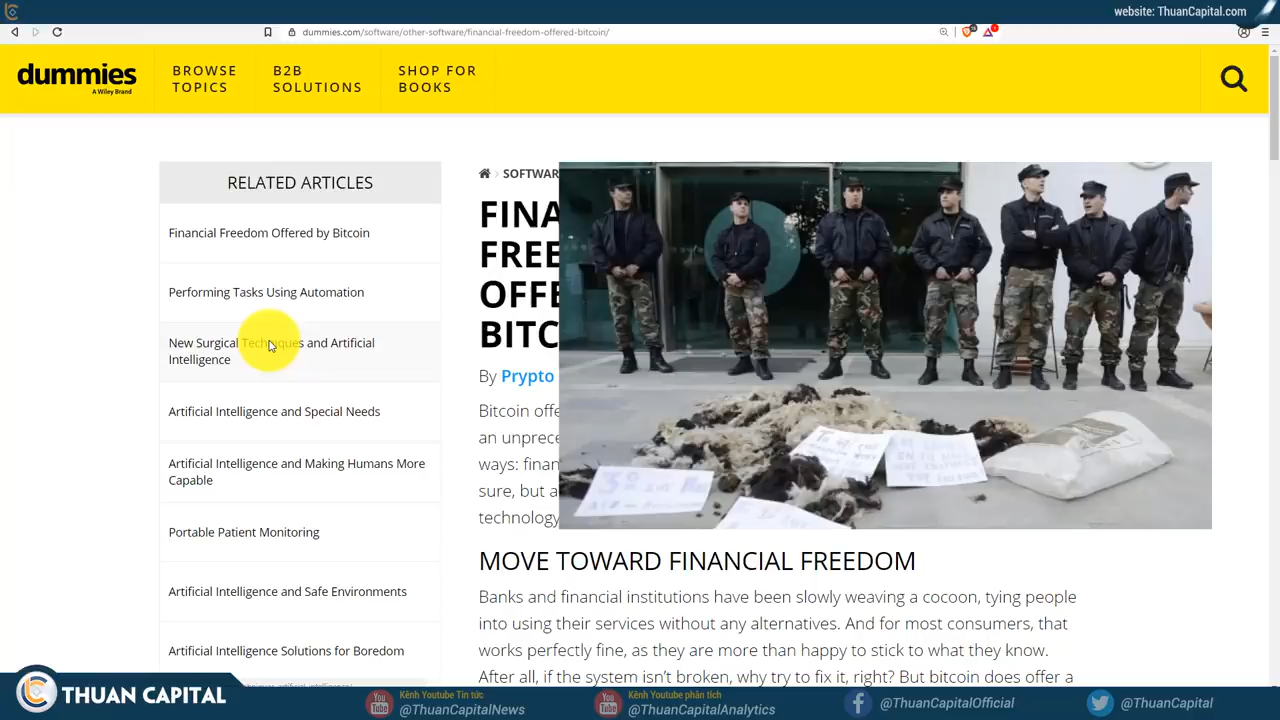 website: ThuanCapital.com
dummies.com/software/other-software/financial-freedom-offered-bitcoin/
dummies
A Wiley Brand
BROWSE
TOPICS
B2B
SOLUTIONS
SHOP FOR
BOOKS
RELATED ARTICLES
Financial Freedom Offered by Bitcoin
Performing Tasks Using Automation
New Surgical Techniques and Artificial
Intelligence
Artificial Intelligence and Special Needs
Artificial Intelligence and Making Humans More
Capable
Portable Patient Monitoring
Artificial Intelligence and Safe Environments
Artificial Intelligence Solutions for Boredom
SOFTWAR
FINA
FREE
OFFE
BITC
By Prypto
Bitcoin offe
an unprece
ways: finan
sure, but a
technology
MOVE TOWARD FINANCIAL FREEDOM
Banks and financial institutions have been slowly weaving a cocoon, tying people
into using their services without any alternatives. And for most consumers, that
works perfectly fine, as they are more than happy to stick to what they know.
After all, if the system isn't broken, why try to fix it, right? But bitcoin does offer a
THUAN CAPITAL
You Tube
Kênh Youtube Tin tức
@ThuanCapitalNews
You Tube
Kênh Youtube phân tích
@ThuanCapitalAnalytics
@ThuanCapitalOfficial
@ThuanCapital